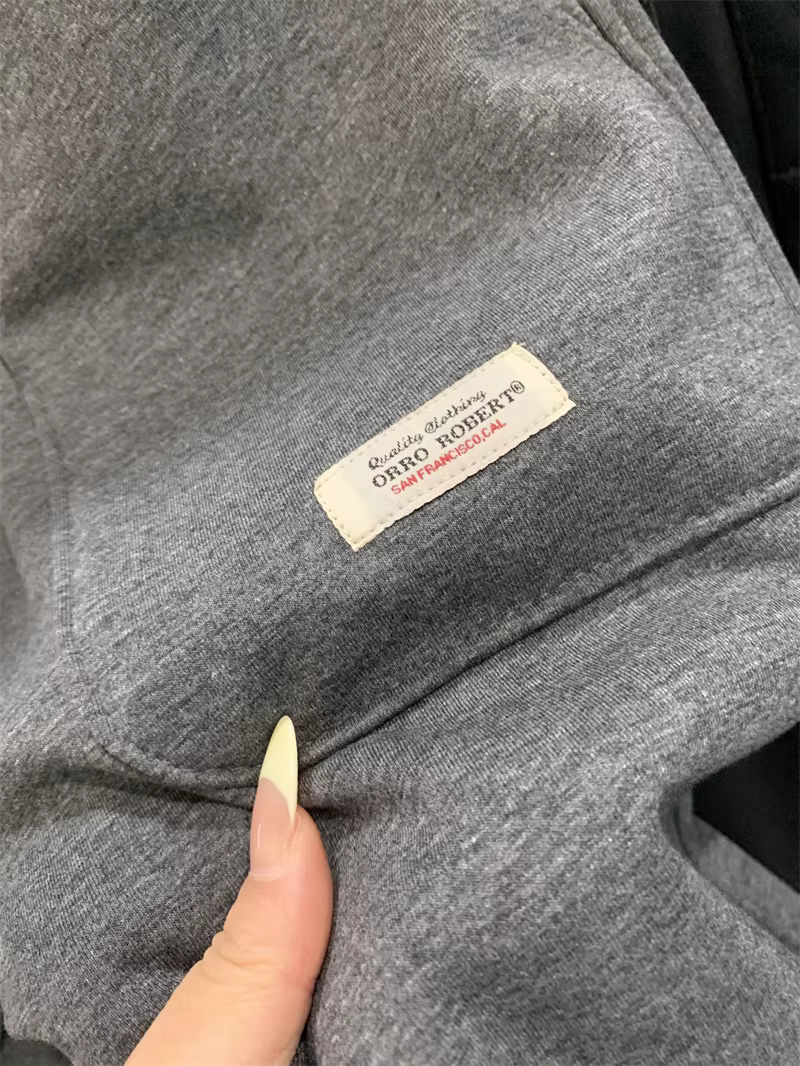 Quality Clothing
ORRO ROBERT®
SAN FRANCISCO,CAL